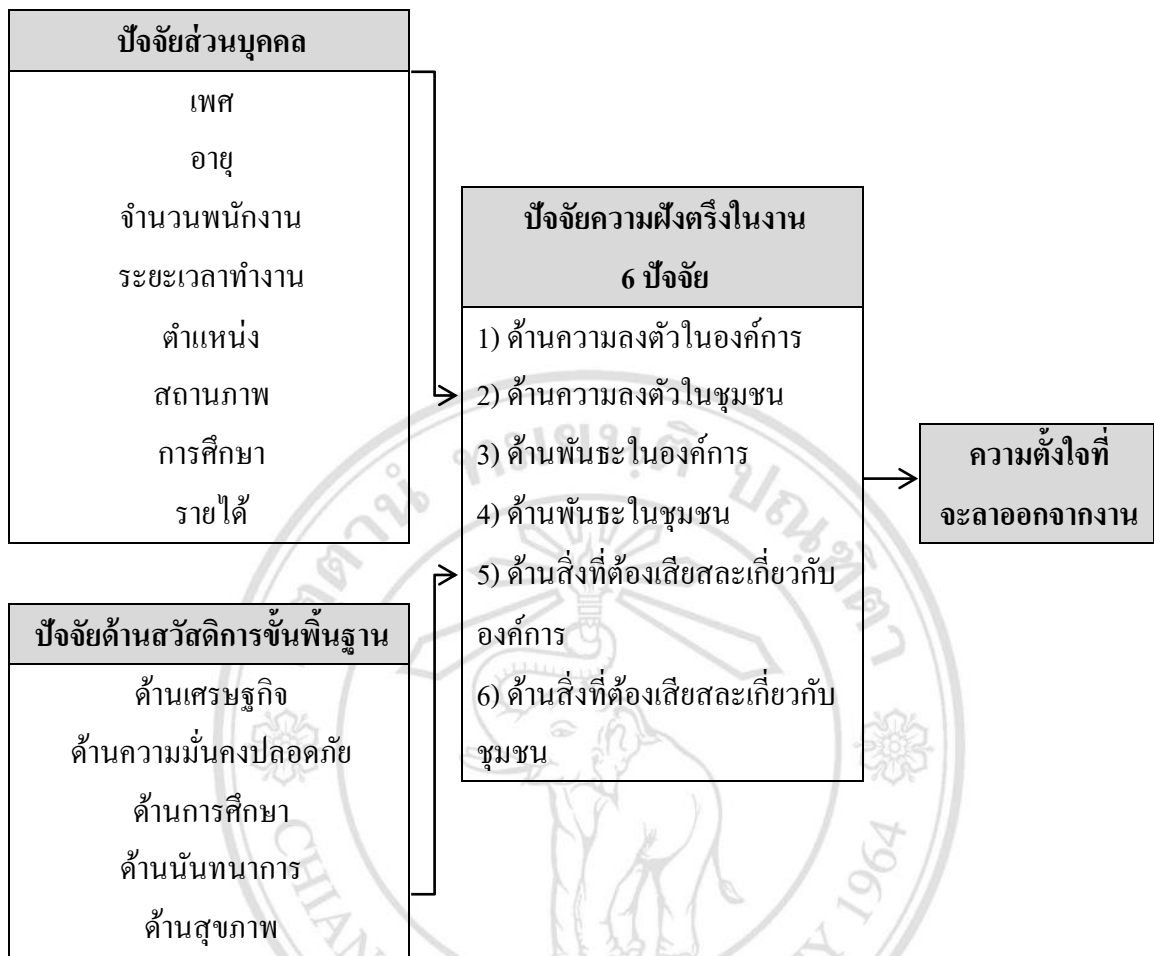 ปัจจัยส่วนบุคคล
เพศ
อายุ
จำนวนพนักงาน
ระยะเวลาทำงาน
ตำแหน่ง
สถานภาพ
การศึกษา
รายได้
ปัจจัยด้านสวัสดิการขั้นพื้นฐาน
ด้านเศรษฐกิจ
ด้านความมั่นคงปลอดภัย
ด้านการศึกษา
ด้านนันทนาการ
ด้านสุขภาพ
ปัจจัยความฝังตรึงในงาน
6 ปัจจัย
1) ด้านความลงตัวในองค์การ
2) ด้านความลงตัวในชุมชน
3) ด้านพันธะในองค์การ
4) ด้านพันธะในชุมชน
5) ด้านสิ่งที่ต้องเสียสละเกี่ยวกับ
องค์การ
6) ด้านสิ่งที่ต้องเสียสละเกี่ยวกับ
ชุมชน
ความตั้งใจที่
จะลาออกจากงาน
1964